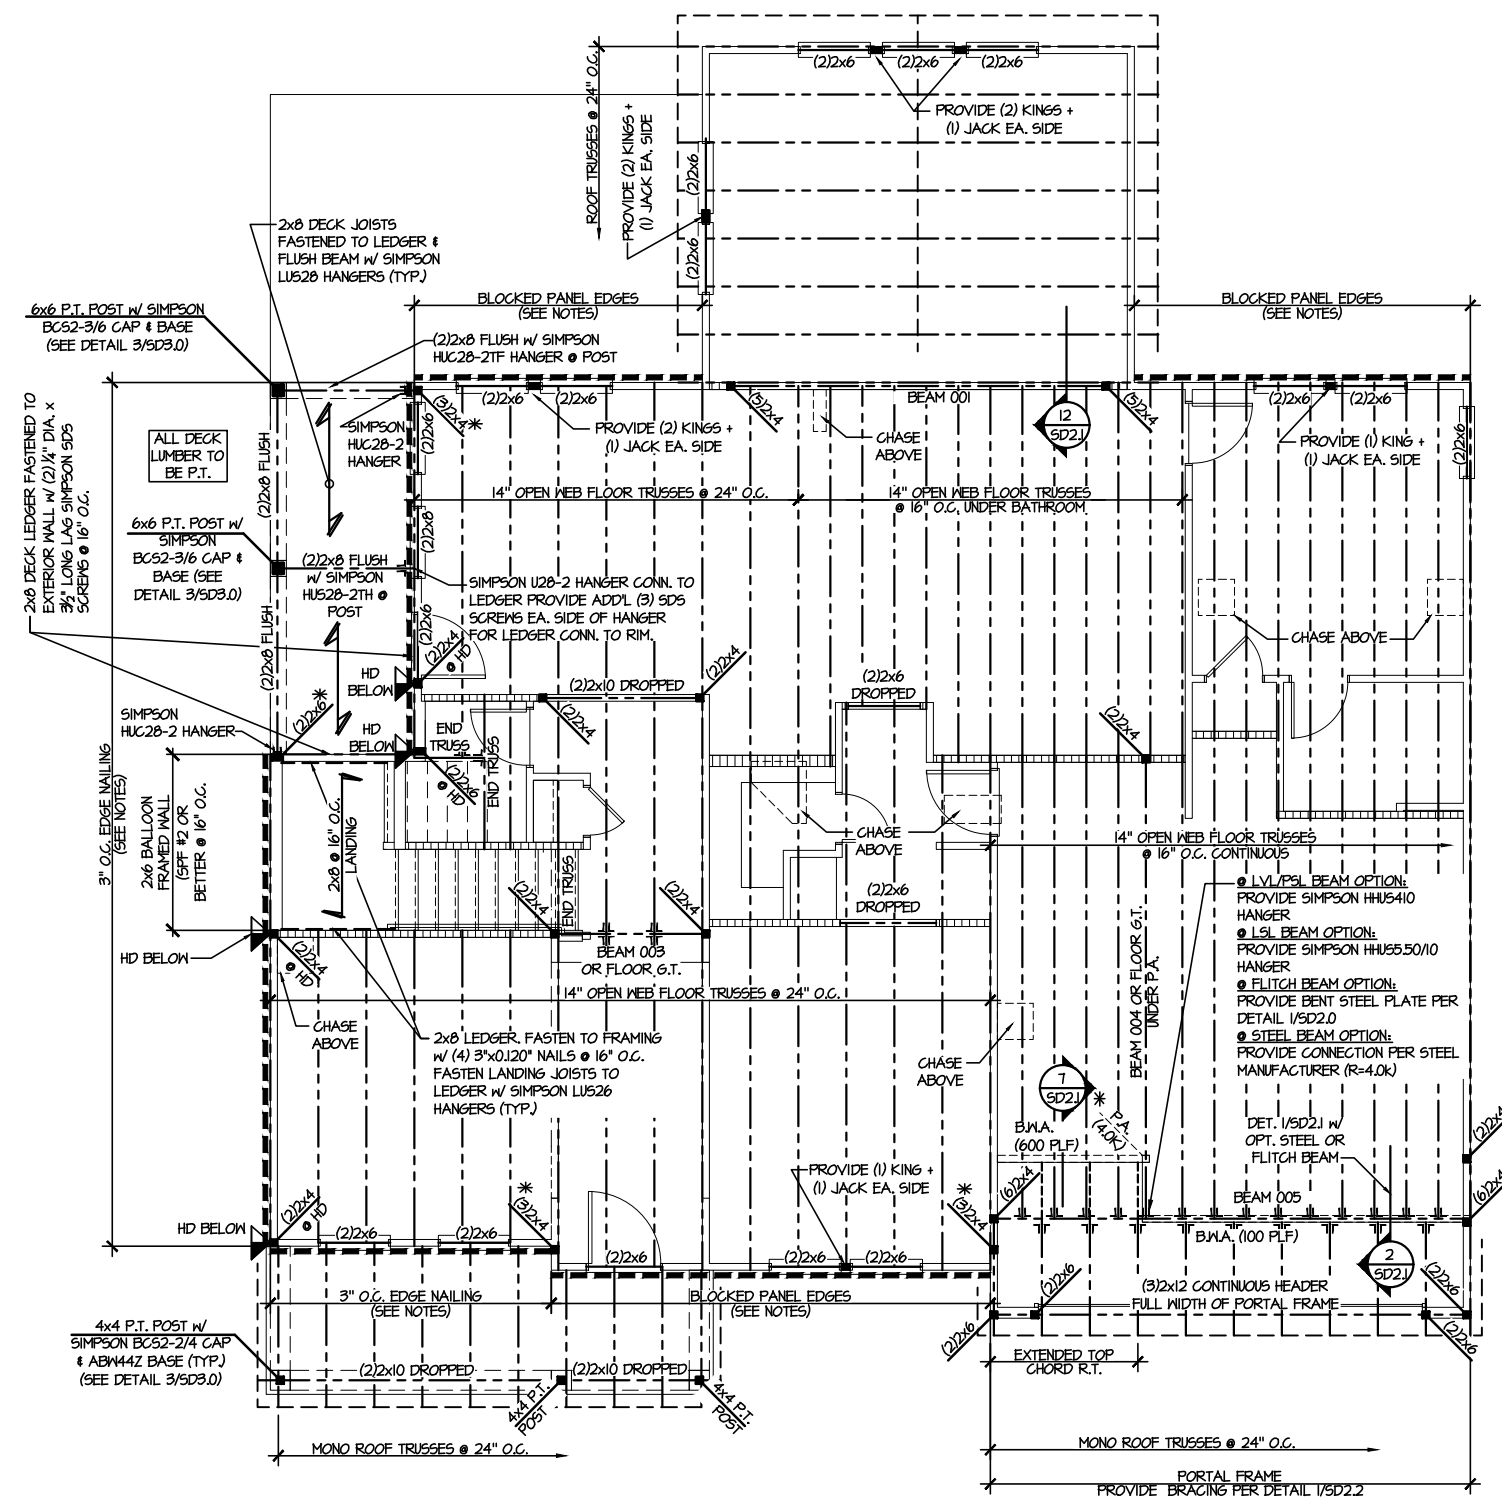 (2)2x6
(2)2x6
(2)2x6
PROVIDE (2) KINGS +
(1) JACK EA. SIDE
ROOF TRUSSES @ 24" O.C.
PROVIDE (2) KINGS +
(1) JACK EA. SIDE
(2)2x6
(2)2x6
2x8 DECK JOISTS
FASTENED TO LEDGER &
FLUSH BEAM w/ SIMPSON
LUS28 HANGERS (TYP.)
BLOCKED PANEL EDGES
(SEE NOTES)
BLOCKED PANEL EDGES
(SEE NOTES)
6x6 P.T. POST w/ SIMPSON
BCS2-3/6 CAP & BASE
(SEE DETAIL 3/SD3.0)
(2)2x8 FLUSH w/ SIMPSON
HUC28-2TF HANGER @ POST
2x8 DECK LEDGER FASTENED TO
EXTERIOR WALL w/ (2) ¼" DIA. x
3½" LONG LAG SIMPSON SDS
SCREWS @ 16" O.C.
ALL DECK
LUMBER TO
BE P.T.
(2)2x8 FLUSH
SIMPSON
HUC28-2
HANGER
(3)2x4
*
(2)2x6
(2)2x6
(2)2x6
PROVIDE (2) KINGS +
(1) JACK EA. SIDE
(5)2x4
BEAM 001
(5)2x4
CHASE
ABOVE
12
SD2.1
(2)2x6
(2)2x6
PROVIDE (1) KING +
(1) JACK EA. SIDE
(2)2x6
14" OPEN WEB FLOOR TRUSSES @ 24" O.C.
14" OPEN WEB FLOOR TRUSSES
@ 16" O.C. UNDER BATHROOM
6x6 P.T. POST w/
SIMPSON
BCS2-3/6 CAP &
BASE (SEE
DETAIL 3/SD3.0)
(2)2x8
(2)2x8 FLUSH
w/ SIMPSON
HUS28-2TH @
POST
SIMPSON U28-2 HANGER CONN. TO
LEDGER PROVIDE ADD'L (3) SDS
SCREWS EA. SIDE OF HANGER
FOR LEDGER CONN. TO RIM.
(2)2x6
(2)2x8 FLUSH
(2)2x4
@ HD
HD
BELOW
CHASE ABOVE
(2)2x10 DROPPED
(2)2x4
(2)2x4
(2)2x6
DROPPED
(2)2x4
SIMPSON
HUC28-2 HANGER
*
(2)2x6
HD
BELOW
END
TRUSS
(2)2x6
@ HD
END TRUSS
3" O.C. EDGE NAILING
(SEE NOTES)
2x6 BALLOON
FRAMED WALL
(SPF #2 OR
BETTER @ 16" O.C.
2x8 @ 16" O.C.
LANDING
CHASE
ABOVE
14" OPEN WEB FLOOR TRUSSES
@ 16" O.C. CONTINUOUS
(2)2x6
DROPPED
END TRUSS
(2)2x4
(2)2x4
@ LVL/PSL BEAM OPTION:
PROVIDE SIMPSON HHUS410
HANGER
@ LSL BEAM OPTION:
PROVIDE SIMPSON HHUS5.50/10
HANGER
@ FLITCH BEAM OPTION:
PROVIDE BENT STEEL PLATE PER
DETAIL 1/SD2.0
@ STEEL BEAM OPTION:
PROVIDE CONNECTION PER STEEL
MANUFACTURER (R=4.0k)
HD BELOW
(2)2x4
@ HD
BEAM 003
OR FLOOR G.T.
14" OPEN WEB FLOOR TRUSSES @ 24" O.C.
BEAM 004 OR FLOOR G.T.
UNDER P.A.
CHASE
ABOVE
2x8 LEDGER. FASTEN TO FRAMING
w/ (4) 3"x0.120" NAILS @ 16" O.C.
FASTEN LANDING JOISTS TO
LEDGER w/ SIMPSON LUS26
HANGERS (TYP.)
CHASE
ABOVE
7
SD2.1
*
P.A.
(4.0K)
B.W.A.
(600 PLF)
DET. 1/SD2.1 w/
OPT. STEEL OR
FLITCH BEAM
(2)2x4
PROVIDE (1) KING +
(1) JACK EA. SIDE
HD BELOW
(2)2x4
@ HD
(2)2x6
(2)2x6
*
(3)2x4
(2)2x6
(2)2x6
(2)2x6
*
(3)2x4
(6)2x4
BEAM 005
(6)2x4
B.W.A. (100 PLF)
2
SD2.1
3" O.C. EDGE NAILING
(SEE NOTES)
BLOCKED PANEL EDGES
(SEE NOTES)
(2)2x6
(3)2x12 CONTINUOUS HEADER
FULL WIDTH OF PORTAL FRAME
(2)2x6
(2)2x6
(2)2x6
4x4 P.T. POST w/
SIMPSON BCS2-2/4 CAP
& ABW44Z BASE (TYP.)
(SEE DETAIL 3/SD3.0)
(2)2x10 DROPPED
(2)2x10 DROPPED
4x4 P.T.
POST
4x4 P.T.
POST
EXTENDED TOP
CHORD R.T.
MONO ROOF TRUSSES @ 24" O.C.
MONO ROOF TRUSSES @ 24" O.C.
PORTAL FRAME
PROVIDE BRACING PER DETAIL 1/SD2.2